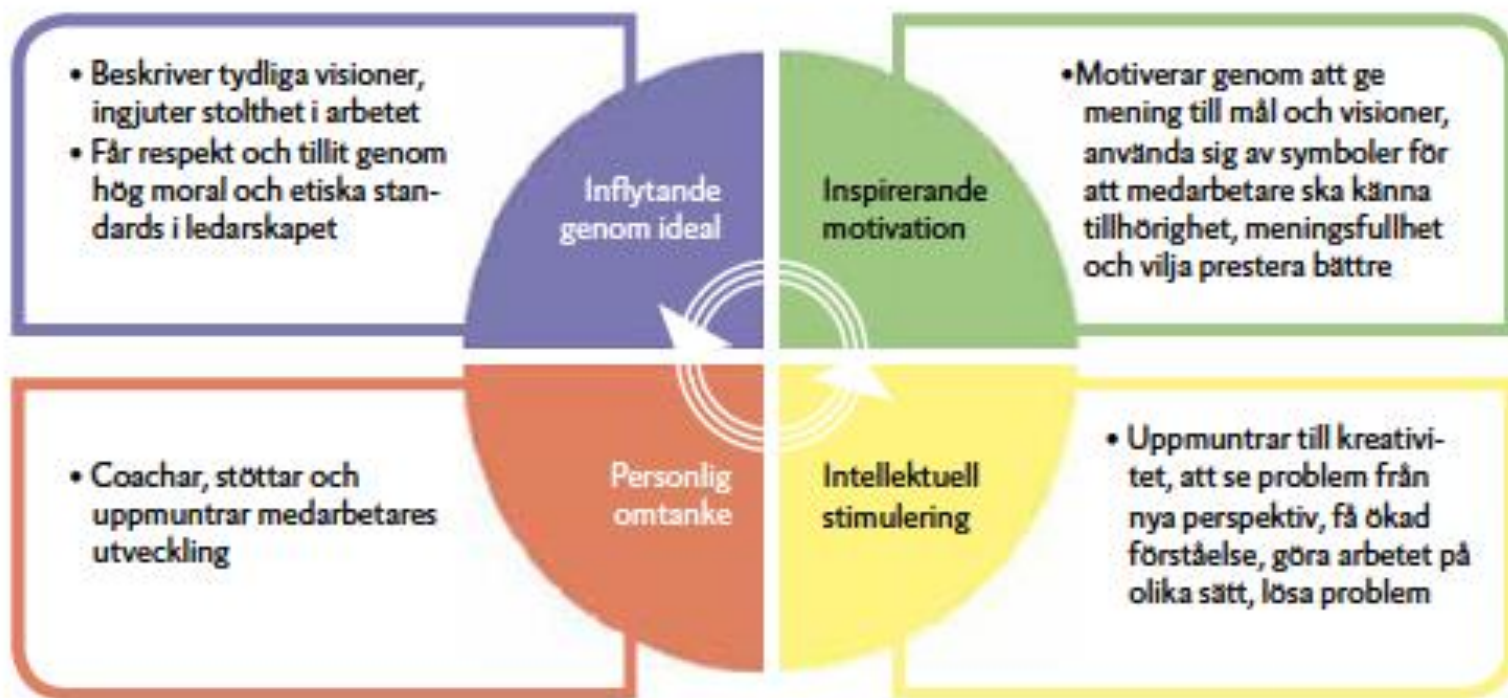 • Beskriver tydliga visioner,
ingjuter stolthet i arbetet
• Får respekt och tillit genom
hög moral och etiska stan-
dards i ledarskapet
Inflytande
genom ideal
Inspirerande
motivation
•Motiverar genom att ge
mening till mål och visioner,
använda sig av symboler för
att medarbetare ska känna
tillhörighet, meningsfullhet
och vilja prestera bättre
• Coachar, stöttar och
uppmuntrar medarbetares
utveckling
Personlig
omtanke
Intellektuell
stimulering
• Uppmuntrar till kreativi-
tet, att se problem från
nya perspektiv, få ökad
förståelse, göra arbetet på
olika sätt, lösa problem